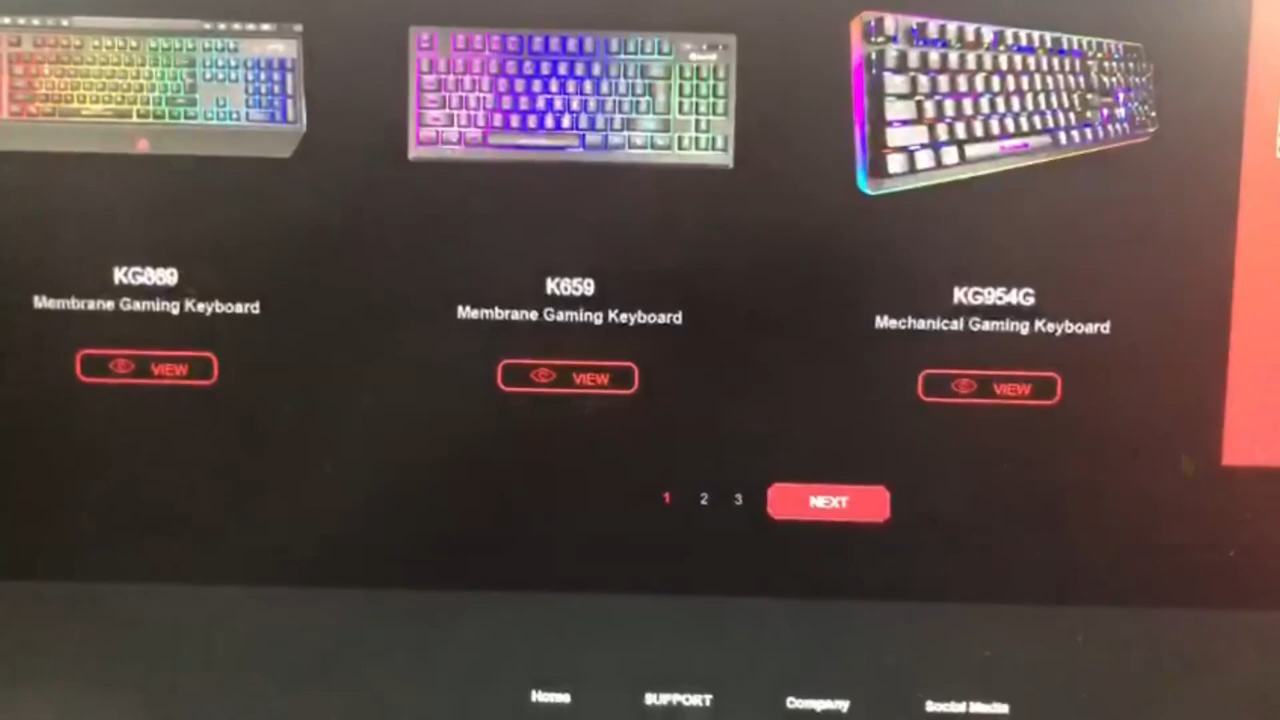 KG869
Membrane Gaming Keyboard
VIEW
K659
Membrane Gaming Keyboard
VIEW
KG954G
Mechanical Gaming Keyboard
VIEW
1 2 3 NEXT
Home SUPPORT Company Social Media